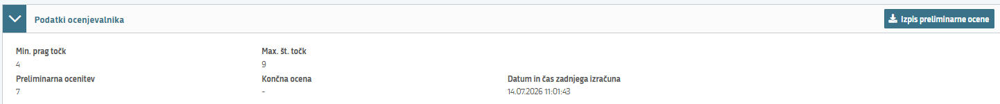 Podatki ocenjevalnika
Izpis preliminarne ocene
Min. prag točk
Max. št. točk
4
9
Preliminarna ocenitev
Končna ocena
Datum in čas zadnjega izračuna
7
-
14.07.2026 11:01:43